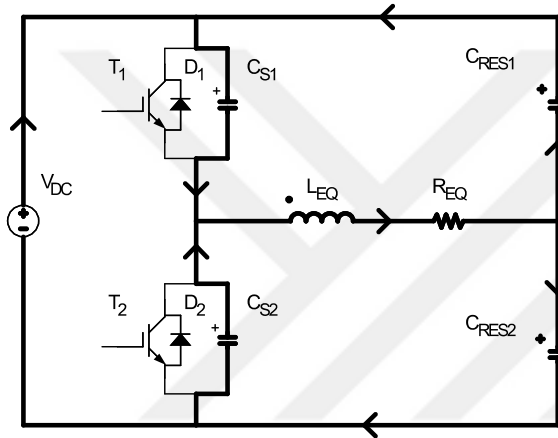 T1 D1 CS1 CRES1
VDC LEQ REQ
T2 D2 CS2 CRES2